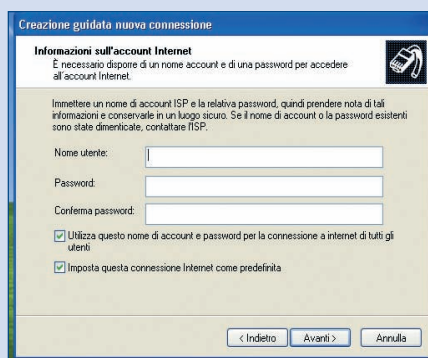 Creazione guidata nuova connessione
Informazioni sull'account Internet
È necessario disporre di un nome account e di una password per accedere
all'account Internet.
Immettere un nome di account ISP e la relativa password, quindi prendere nota di tali
informazioni e conservarle in un luogo sicuro. Se il nome di account o la password esistenti
sono state dimenticate, contattare l'ISP.
Nome utente:
Password:
Conferma password:
Utilizza questo nome di account e password per la connessione a internet di tutti gli
utenti
Imposta questa connessione Internet come predefinita
< Indietro
Avanti >
Annulla